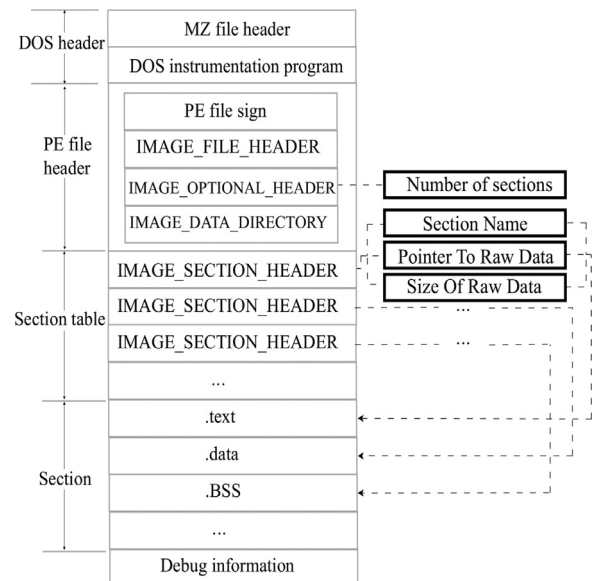 DOS header
MZ file header
DOS instrumentation program
PE file
header
PE file sign
IMAGE_FILE_HEADER
IMAGE_OPTIONAL_HEADER
IMAGE_DATA_DIRECTORY
Number of sections
Section Name
Pointer To Raw Data
Size Of Raw Data
Section table
IMAGE_SECTION_HEADER
IMAGE_SECTION_HEADER
...
IMAGE_SECTION_HEADER
...
...
Section
.text
.data
.BSS
...
Debug information